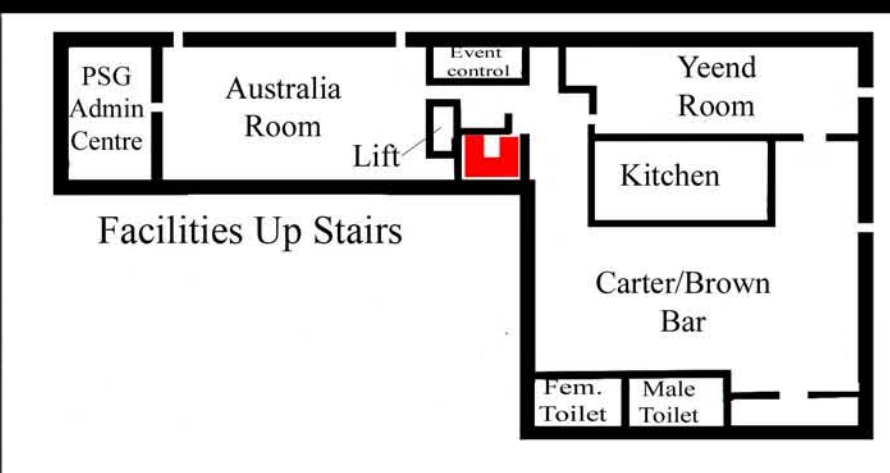 Event
control
PSG
Admin
Centre
Australia
Room
Yeend
Room
Lift
Kitchen
Facilities Up Stairs
Carter/Brown
Bar
Fem.
Toilet
Male
Toilet